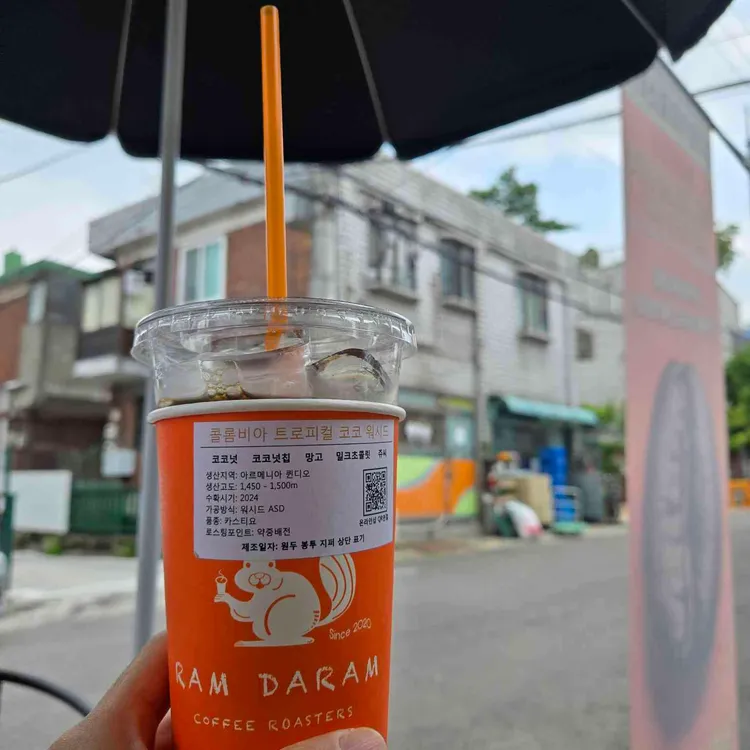 콜롬비아 트로피컬 코코 워시드
코코넛 코코넛칩 망고 밀크초콜릿 쥬씨
생산지역: 아르메니아 퀸디오
생산고도: 1,450 - 1,500m
수확시기: 2024
가공방식: 워시드 ASD
품종: 카스티요
로스팅포인트: 약중배전
제조일자: 원두 봉투 지퍼 상단 표기
Since 2020
RAM DARAM
COFFEE ROASTERS